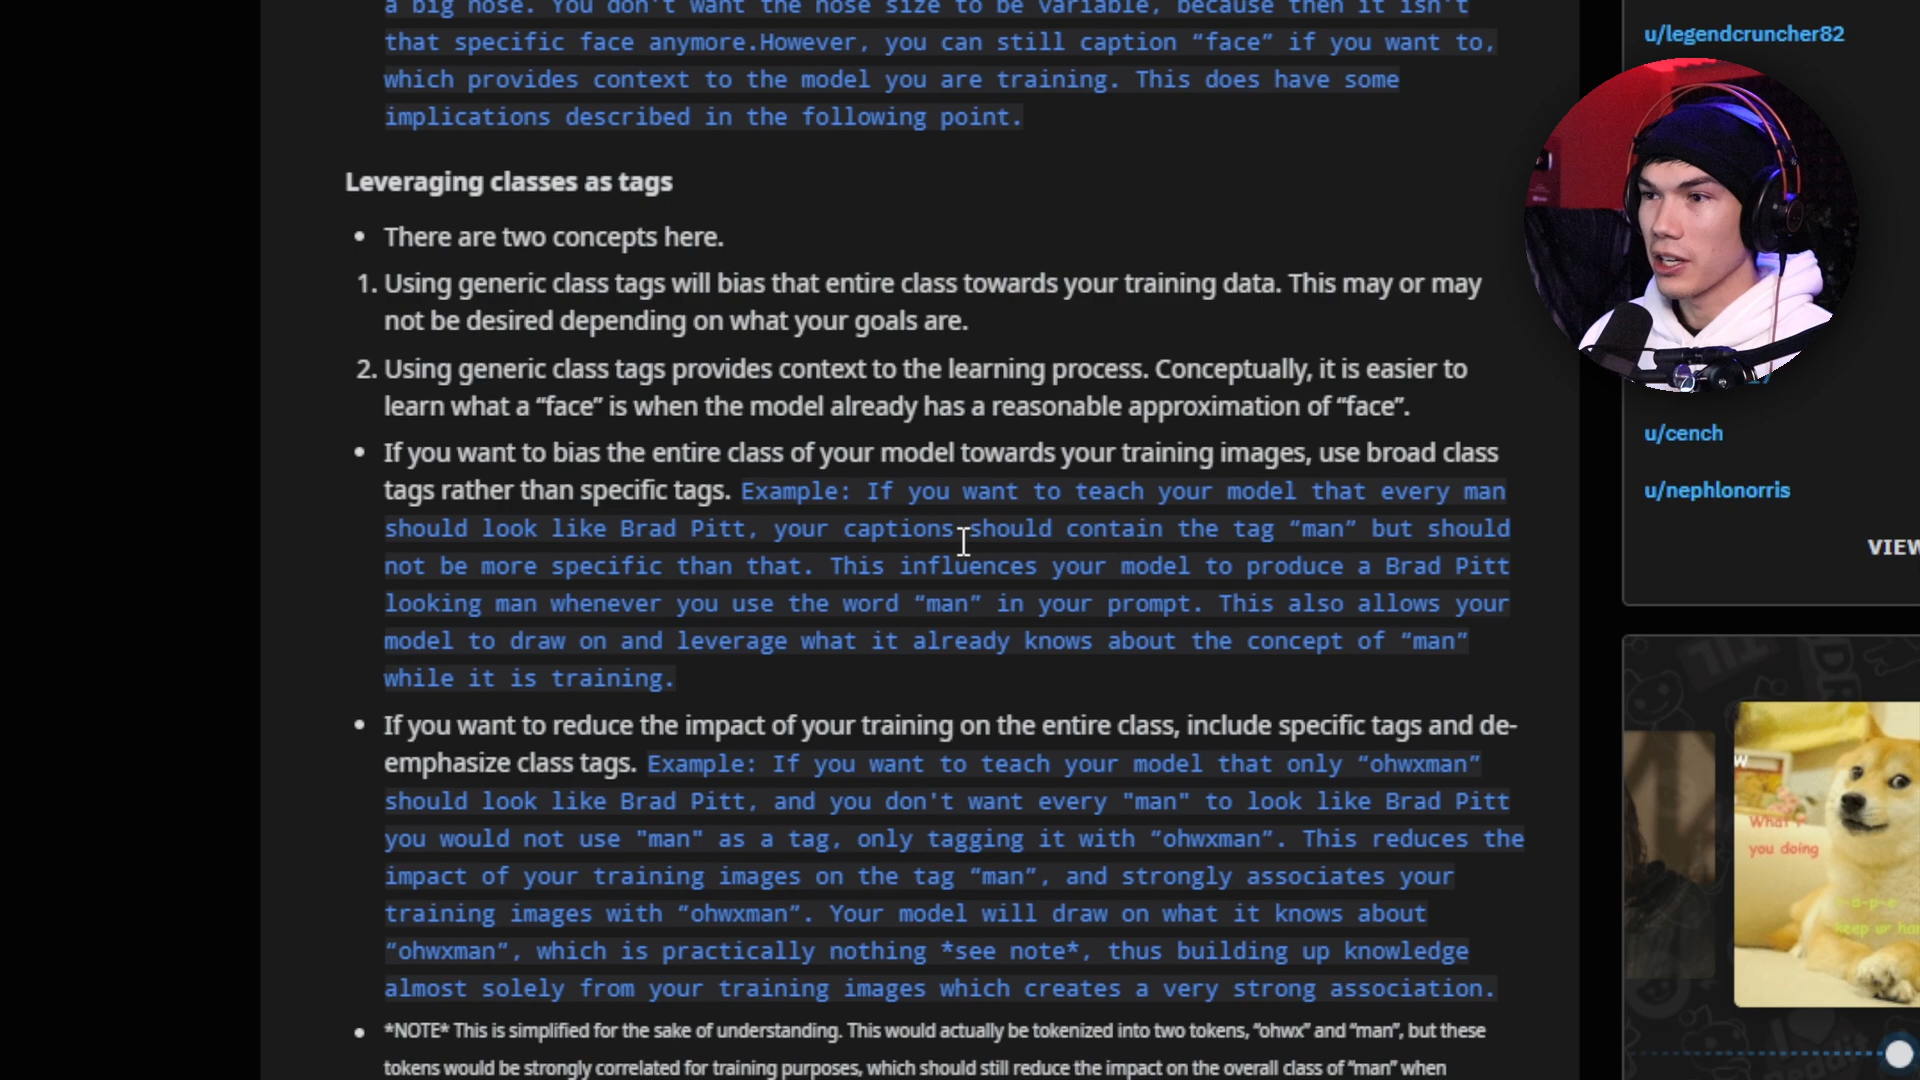 a big nose. You don't want the nose size to be variable, because then it isn't
that specific face anymore.However, you can still caption “face” if you want to,
which provides context to the model you are training. This does have some
implications described in the following point.
Leveraging classes as tags
• There are two concepts here.
1. Using generic class tags will bias that entire class towards your training data. This may or may
not be desired depending on what your goals are.
2. Using generic class tags provides context to the learning process. Conceptually, it is easier to
learn what a “face” is when the model already has a reasonable approximation of “face”.
• If you want to bias the entire class of your model towards your training images, use broad class
tags rather than specific tags. Example: If you want to teach your model that every man
should look like Brad Pitt, your captions should contain the tag “man” but should
not be more specific than that. This influences your model to produce a Brad Pitt
looking man whenever you use the word “man” in your prompt. This also allows your
model to draw on and leverage what it already knows about the concept of “man”
while it is training.
• If you want to reduce the impact of your training on the entire class, include specific tags and de-
emphasize class tags. Example: If you want to teach your model that only “ohwxman”
should look like Brad Pitt, and you don't want every "man" to look like Brad Pitt
you would not use "man" as a tag, only tagging it with “ohwxman”. This reduces the
impact of your training images on the tag “man”, and strongly associates your
training images with “ohwxman”. Your model will draw on what it knows about
“ohwxman”, which is practically nothing *see note*, thus building up knowledge
almost solely from your training images which creates a very strong association.
• *NOTE* This is simplified for the sake of understanding. This would actually be tokenized into two tokens, “ohwx” and “man”, but these
tokens would be strongly correlated for training purposes, which should still reduce the impact on the overall class of “man” when
u/legendcruncher82
u/cench
u/nephlonorris
VIEW
W
What r
you doing
keep ur